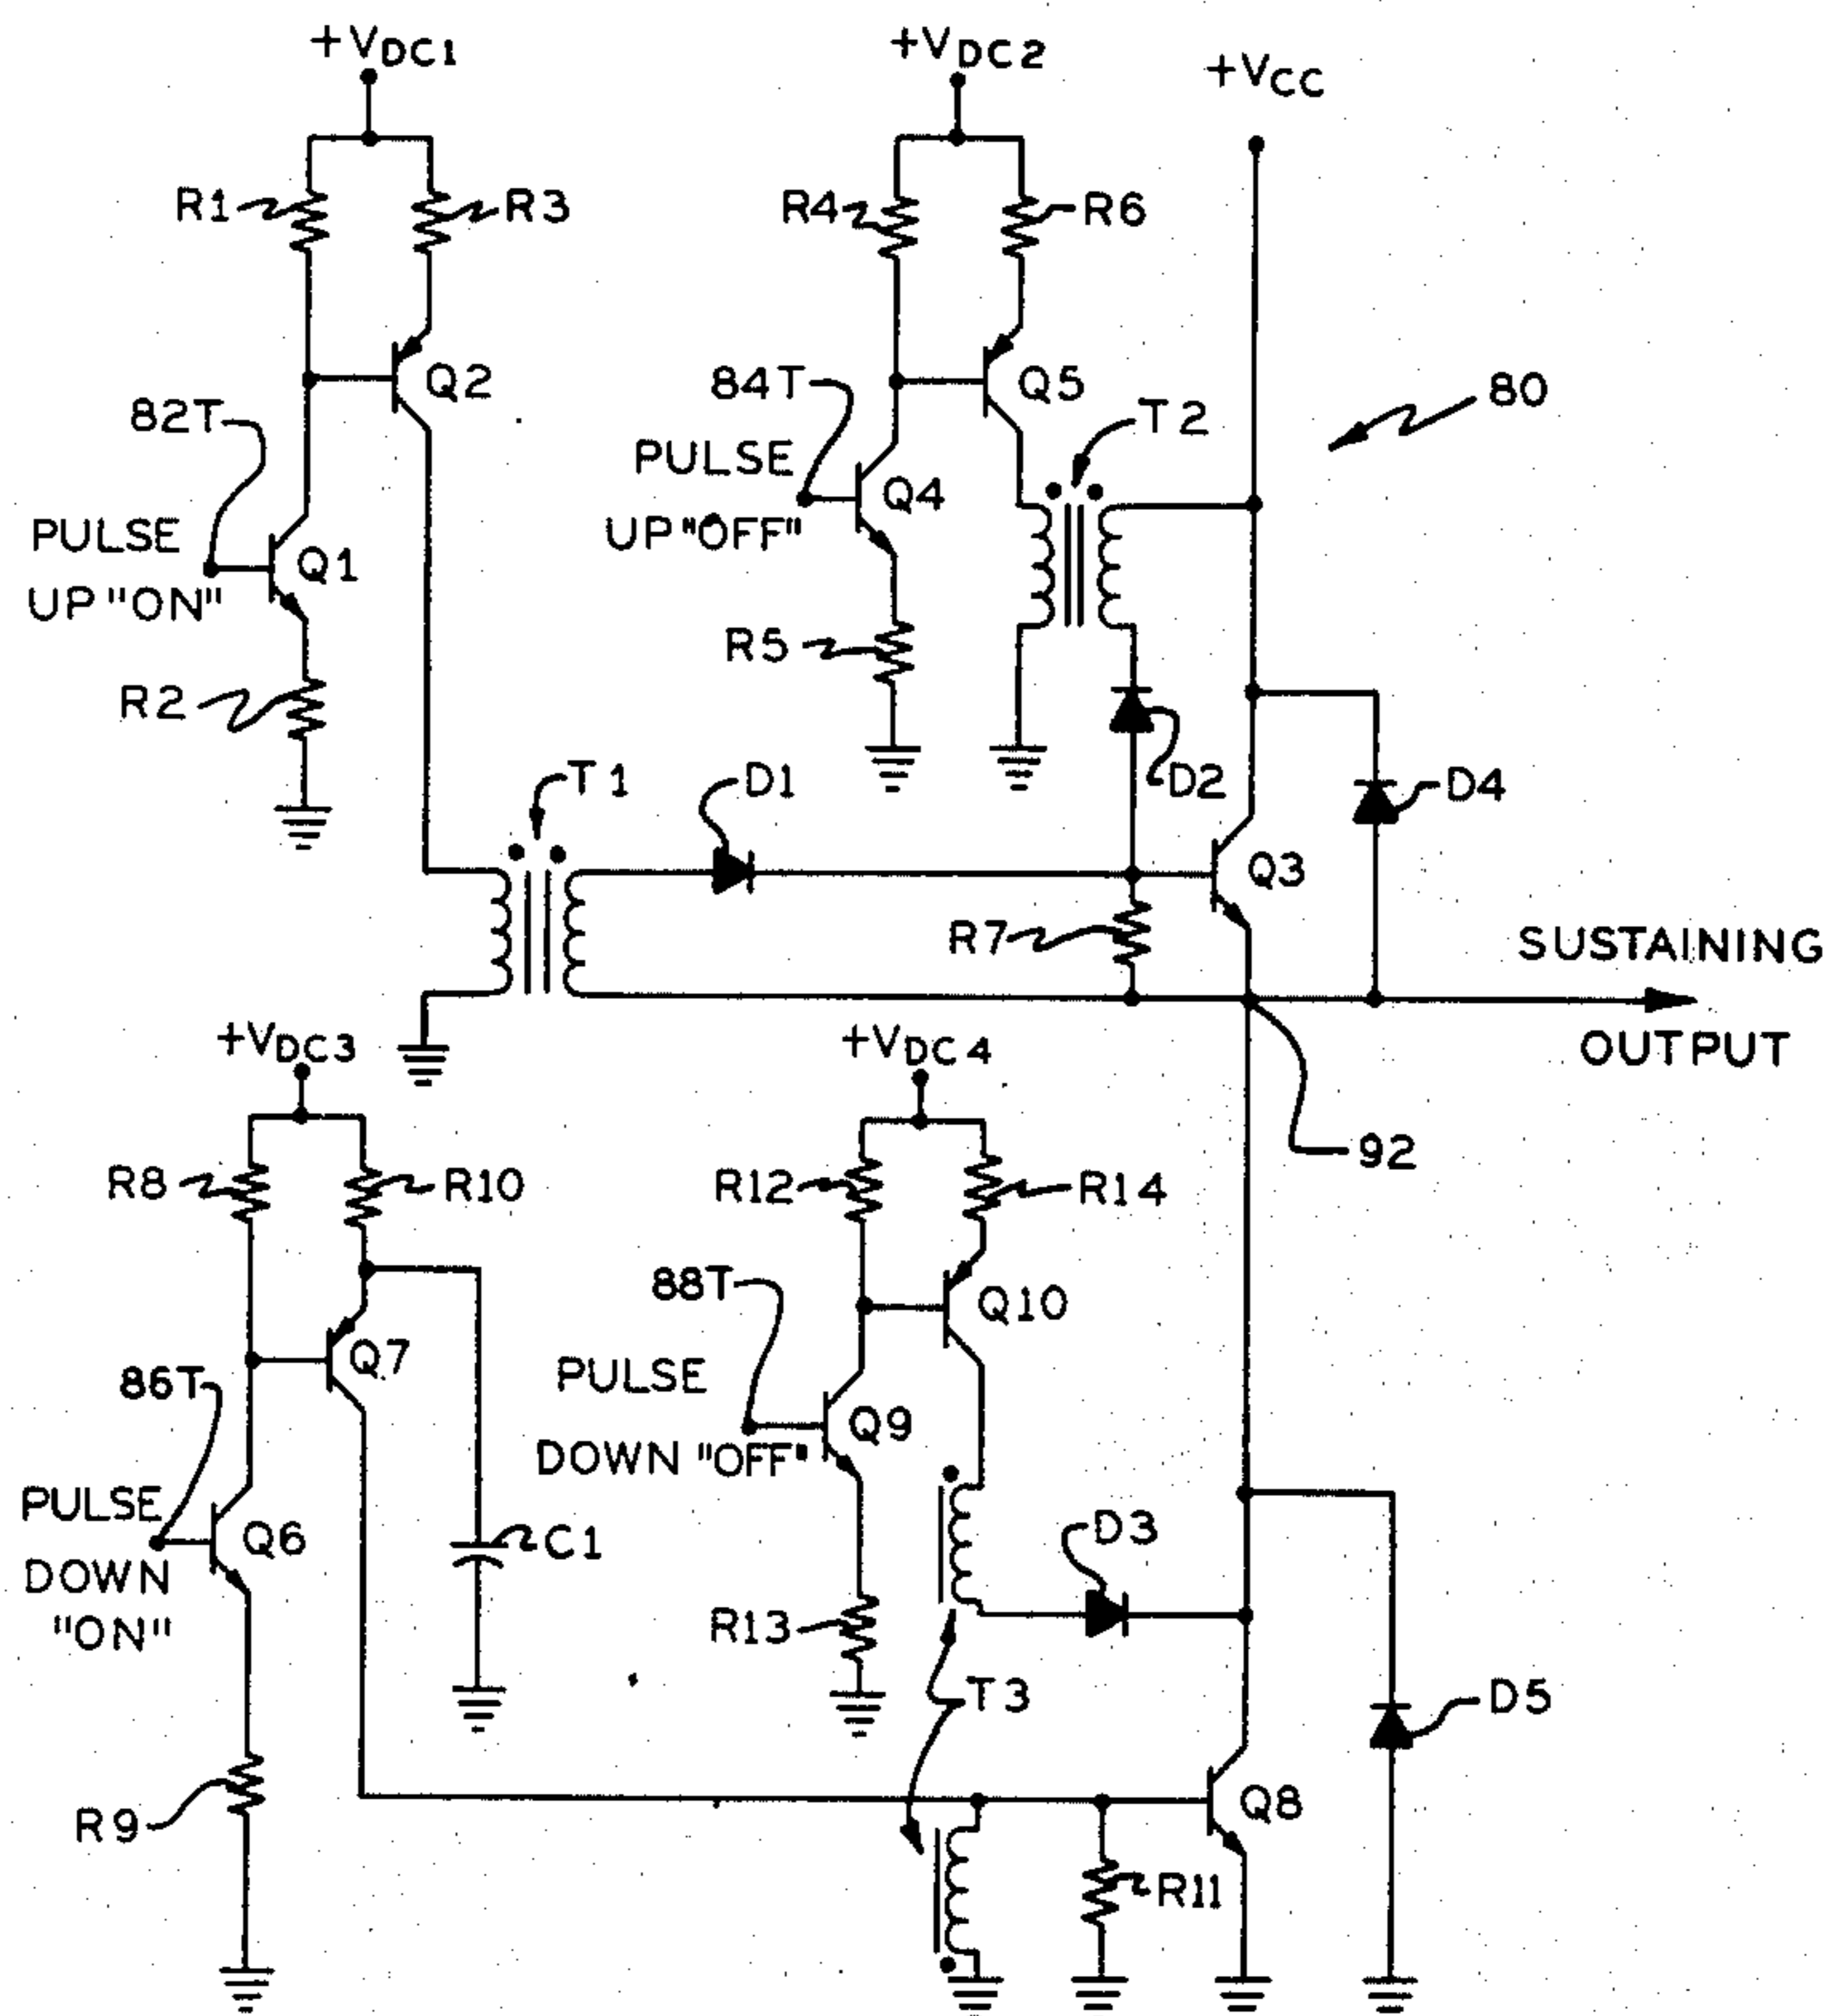 +VDC1
+VDC2
+VCC
R1
R3
R4
R6
Q2
Q5
82T
84T
T2
80
PULSE
UP "ON"
Q1
PULSE
UP "OFF"
Q4
R2
R5
T1
D1
D2
D4
Q3
R7
SUSTAINING
OUTPUT
92
+VDC3
+VDC4
R8
R10
R12
R14
88T
Q10
86T
Q7
PULSE
DOWN "OFF"
Q9
PULSE
DOWN
"ON"
Q6
C1
D3
R13
T3
D5
R9
Q8
R11